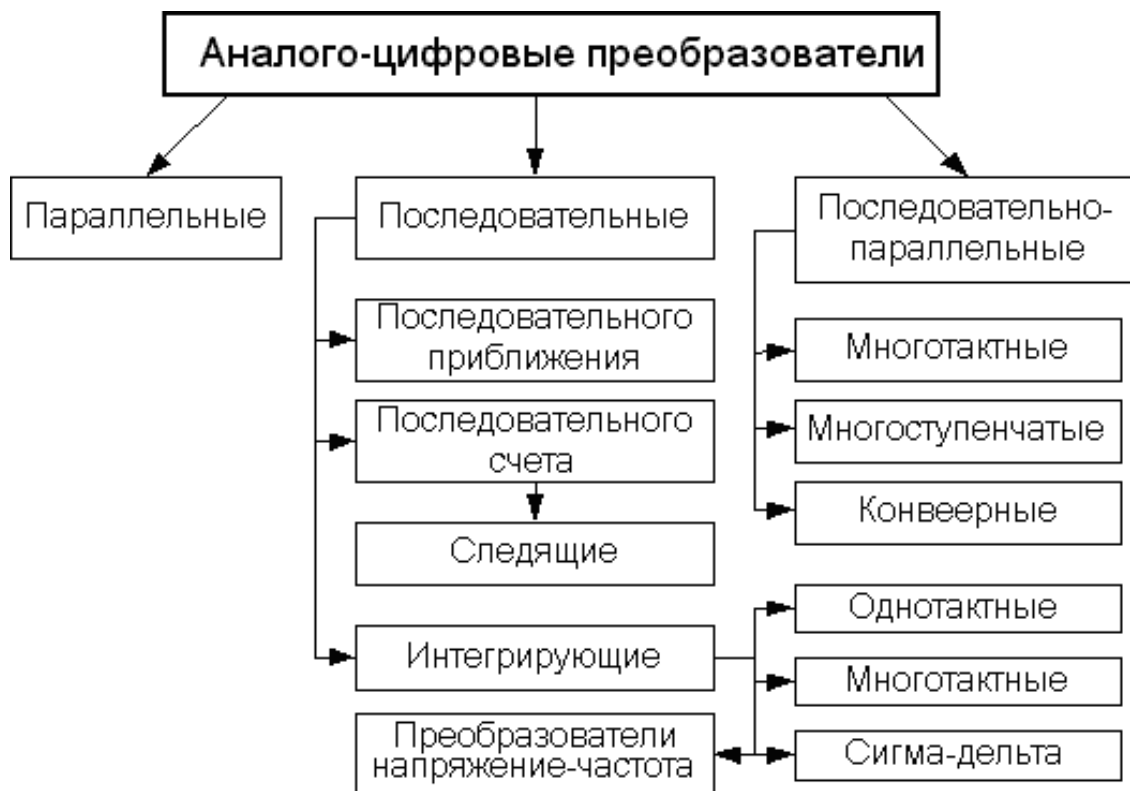 Аналого-цифровые преобразователи
Параллельные
Последовательные
Последовательно-
параллельные
Последовательного
приближения
Многотактные
Последовательного
счета
Многоступенчатые
Конвеерные
Следящие
Однотактные
Интегрирующие
Многотактные
Преобразователи
напряжение-частота
Сигма-дельта